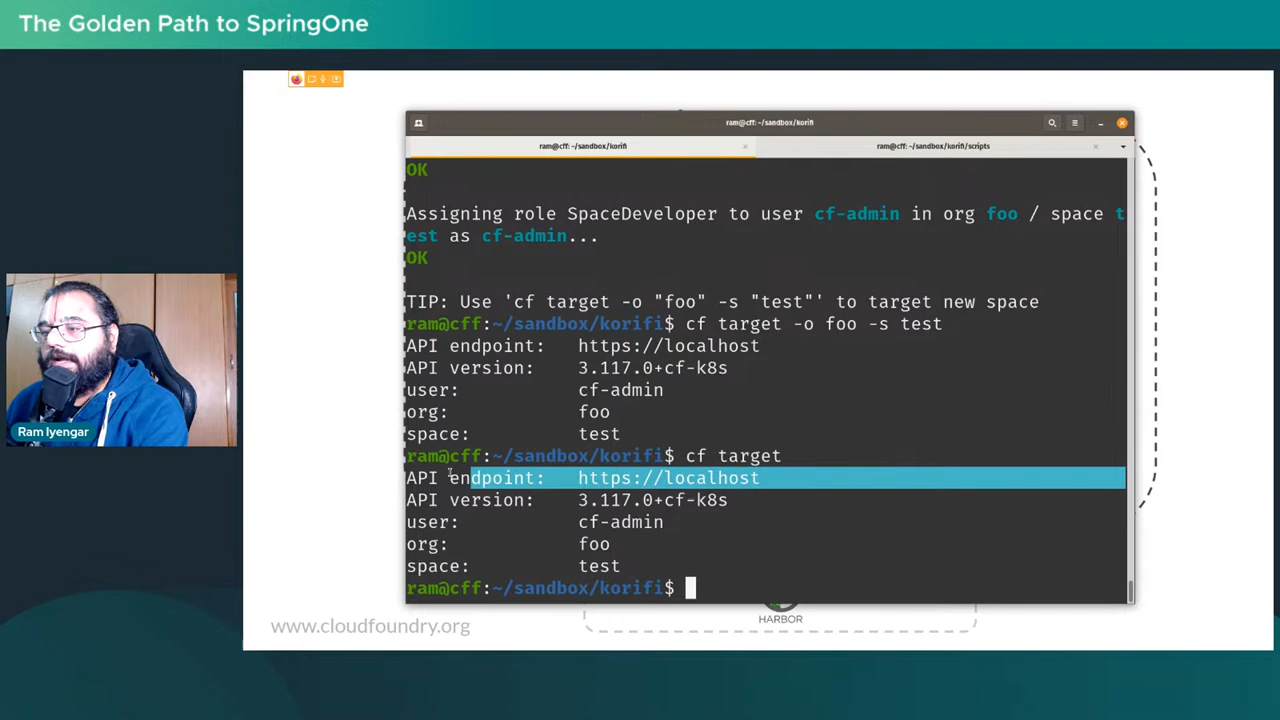 The Golden Path to SpringOne
ram@cff: ~/sandbox/korifi
ram@cff: ~/sandbox/korifi
ram@cff: ~/sandbox/korifi/scripts
OK
Assigning role SpaceDeveloper to user cf-admin in org foo / space t
est as cf-admin...
OK
TIP: Use 'cf target -o "foo" -s "test"' to target new space
ram@cff:~/sandbox/korifi$ cf target -o foo -s test
API endpoint: https://localhost
API version: 3.117.0+cf-k8s
user: cf-admin
org: foo
space: test
ram@cff:~/sandbox/korifi$ cf target
API endpoint: https://localhost
API version: 3.117.0+cf-k8s
user: cf-admin
org: foo
space: test
ram@cff:~/sandbox/korifi$
Ram Iyengar
HARBOR
www.cloudfoundry.org